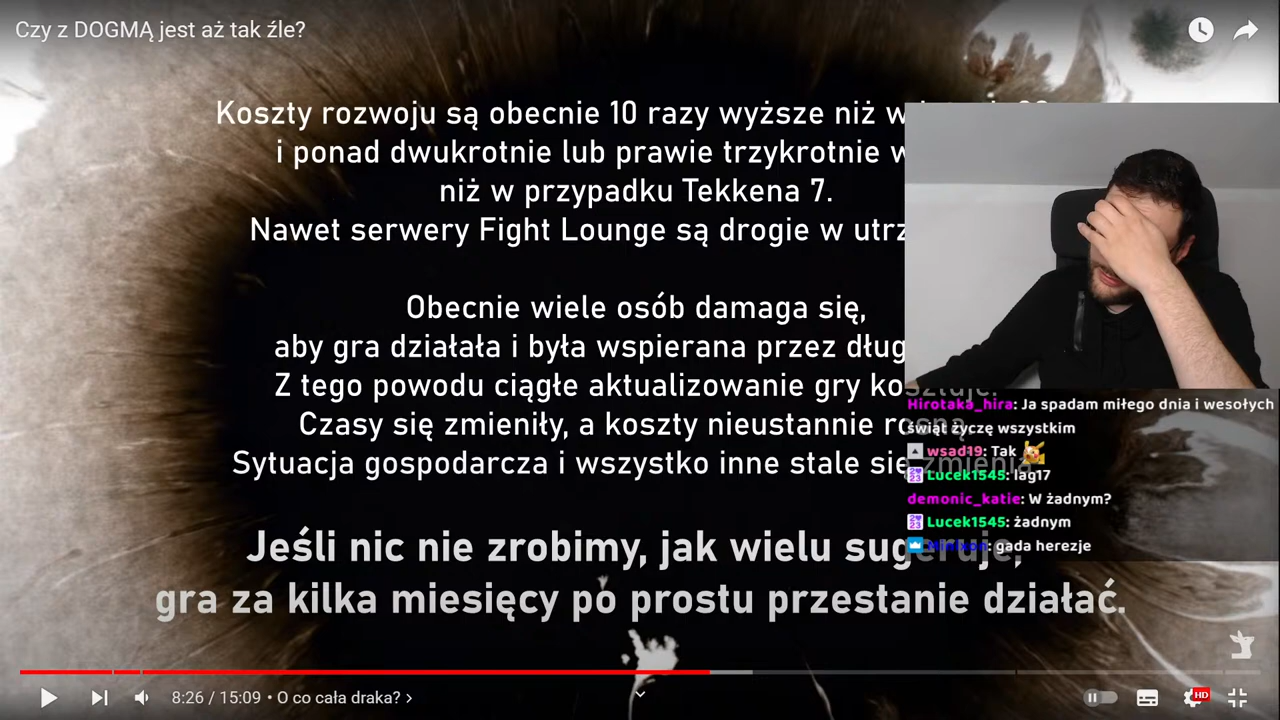 Czy z DOGMĄ jest aż tak źle?
Koszty rozwoju są obecnie 10 razy wyższe niż w
i ponad dwukrotnie lub prawie trzykrotnie
niż w przypadku Tekkena 7.
Nawet serwery Fight Lounge są drogie w
Obecnie wiele osób damaga się,
aby gra działała i była wspierana przez
Z tego powodu ciągłe aktualizowanie gry kosztuje.
Czasy się zmieniły, a koszty nieustannie rosną.
Sytuacja gospodarcza i wszystko inne stale się zmienia.
Jeśli nic nie zrobimy, jak wielu sugeruje,
gra za kilka miesięcy po prostu przestanie działać.
Hirotaka_hira: Ja spadam miłego dnia i wesołych
świąt życzę wszystkim
wsad19: Tak
Lucek1545: lag17
demonic_katie: W żadnym?
Lucek1545: żadnym
: gada herezje
8:26 / 15:09 • O co cała draka? >
HD